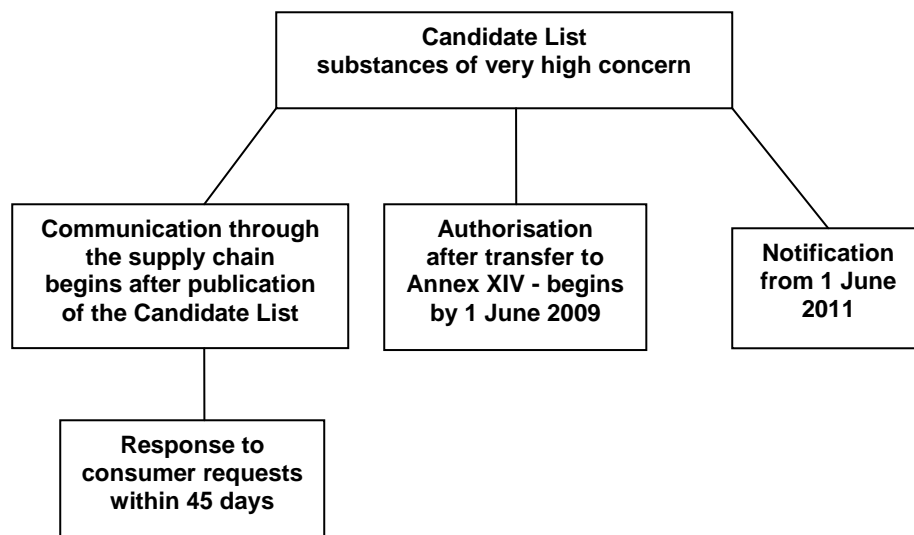 Candidate List
substances of very high concern
Communication through
the supply chain
begins after publication
of the Candidate List
Authorisation
after transfer to
Annex XIV - begins
by 1 June 2009
Notification
from 1 June
2011
Response to
consumer requests
within 45 days